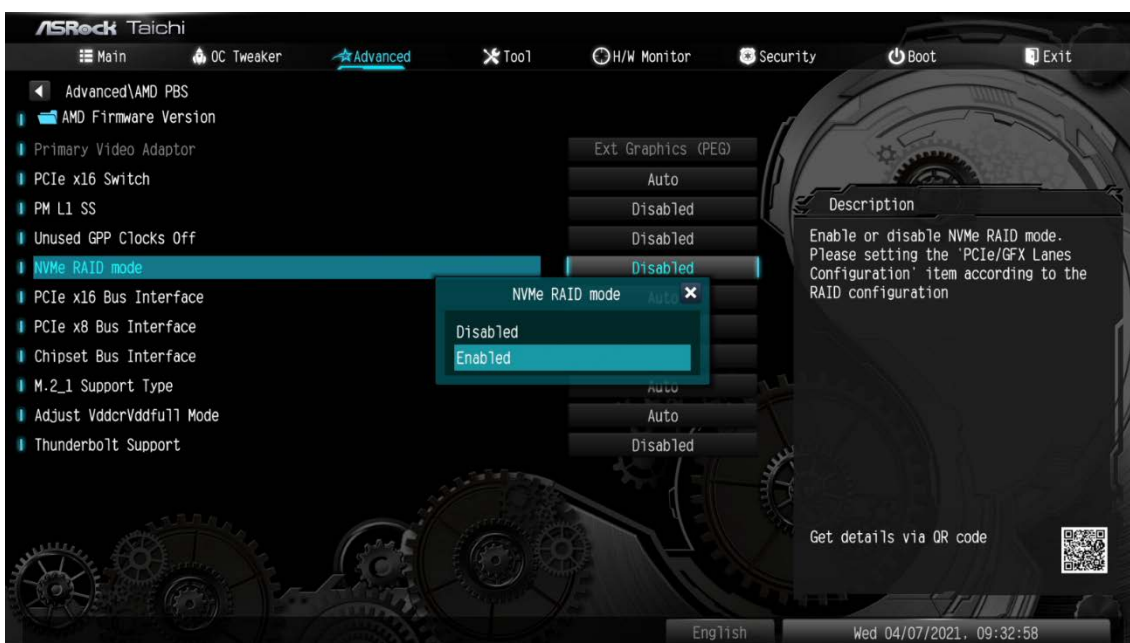 ASRock Taichi
Main OC Tweaker Advanced Tool H/W Monitor Security Boot Exit
Advanced\AMD PBS
AMD Firmware Version
Primary Video Adaptor Ext Graphics (PEG)
PCIe x16 Switch Auto
PM L1 SS Disabled
Unused GPP Clocks Off Disabled
NVMe RAID mode Disabled
PCIe x16 Bus Interface Auto
PCIe x8 Bus Interface
Chipset Bus Interface
M.2_1 Support Type Auto
Adjust VddcrVddfull Mode Auto
Thunderbolt Support Disabled
NVMe RAID mode
Disabled
Enabled
Description
Enable or disable NVMe RAID mode.
Please setting the 'PCIe/GFX Lanes
Configuration' item according to the
RAID configuration
Get details via QR code
English Wed 04/07/2021, 09:32:58